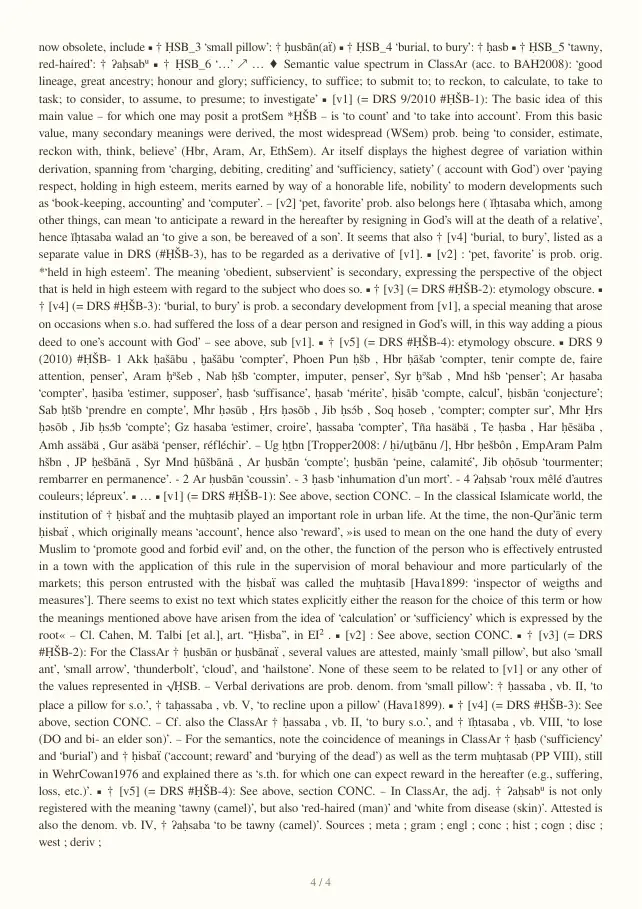 now obsolete, include ▪ † ḤSB_3 ‘small pillow’: † ḥusbān(aẗ) ▪ † ḤSB_4 ‘burial, to bury’: † ḥasb ▪ † ḤSB_5 ‘tawny,
red-haired’: † ʔaḥsabᵘ ▪ † ḤSB_6 ‘…’ ↗ … ♦ Semantic value spectrum in ClassAr (acc. to BAH2008): ‘good
lineage, great ancestry; honour and glory; sufficiency, to suffice; to submit to; to reckon, to calculate, to take to
task; to consider, to assume, to presume; to investigate’ ▪ [v1] (= DRS 9/2010 #ḤŠB-1): The basic idea of this
main value – for which one may posit a protSem *ḤŠB – is ‘to count’ and ‘to take into account’. From this basic
value, many secondary meanings were derived, the most widespread (WSem) prob. being ‘to consider, estimate,
reckon with, think, believe’ (Hbr, Aram, Ar, EthSem). Ar itself displays the highest degree of variation within
derivation, spanning from ‘charging, debiting, crediting’ and ‘sufficiency, satiety’ ( account with God’) over ‘paying
respect, holding in high esteem, merits earned by way of a honorable life, nobility’ to modern developments such
as ‘book-keeping, accounting’ and ‘computer’. – [v2] ‘pet, favorite’ prob. also belongs here ( ĭḥtasaba which, among
other things, can mean ‘to anticipate a reward in the hereafter by resigning in God’s will at the death of a relative’,
hence ĭḥtasaba walad an ‘to give a son, be bereaved of a son’. It seems that also † [v4] ‘burial, to bury’, listed as a
separate value in DRS (#ḤŠB-3), has to be regarded as a derivative of [v1]. ▪ [v2] : ‘pet, favorite’ is prob. orig.
*‘held in high esteem’. The meaning ‘obedient, subservient’ is secondary, expressing the perspective of the object
that is held in high esteem with regard to the subject who does so. ▪ † [v3] (= DRS #ḤŠB-2): etymology obscure. ▪
† [v4] (= DRS #ḤŠB-3): ‘burial, to bury’ is prob. a secondary development from [v1], a special meaning that arose
on occasions when s.o. had suffered the loss of a dear person and resigned in God’s will, in this way adding a pious
deed to one’s account with God’ – see above, sub [v1]. ▪ † [v5] (= DRS #ḤŠB-4): etymology obscure. ▪ DRS 9
(2010) #ḤŠB- 1 Akk ḫašābu , ḫašābu ‘compter’, Phoen Pun ḥšb , Hbr ḥāšab ‘compter, tenir compte de, faire
attention, penser’, Aram ḥᵃšeb , Nab ḥšb ‘compter, imputer, penser’, Syr ḥᵊšab , Mnd hšb ‘penser’; Ar ḥasaba
‘compter’, ḥasiba ‘estimer, supposer’, ḥasb ‘suffisance’, ḥasab ‘mérite’, ḥisāb ‘compte, calcul’, ḥisbān ‘conjecture’;
Sab ḥtšb ‘prendre en compte’, Mhr ḥəsūb , Ḥrs ḥəsōb , Jib ḥsɔ́b , Soq ḥoseb , ‘compter; compter sur’, Mhr Ḥrs
ḥəsōb , Jib ḥsɔ́b ‘compte’; Gz hasaba ‘estimer, croire’, ḥassaba ‘compter’, Tña hasäbä , Te ḥasba , Har ḥēsäba ,
Amh assäbä , Gur asäbä ‘penser, réfléchir’. – Ug ḫṯbn [Tropper2008: / ḫi/uṯbānu /], Hbr ḥešbôn , EmpAram Palm
hšbn , JP ḥešbānā , Syr Mnd ḥūšbānā , Ar ḥusbān ‘compte’; ḥusbān ‘peine, calamité’, Jib oḥōsub ‘tourmenter;
rembarrer en permanence’. - 2 Ar ḥusbān ‘coussin’. - 3 ḥasb ‘inhumation d’un mort’. - 4 ʔaḥsab ‘roux mêlé d’autres
couleurs; lépreux’. ▪ … ▪ [v1] (= DRS #ḤŠB-1): See above, section CONC. – In the classical Islamicate world, the
institution of † ḥisbaẗ and the muḥtasib played an important role in urban life. At the time, the non-Qurʾānic term
ḥisbaẗ , which originally means ‘account’, hence also ‘reward’, »is used to mean on the one hand the duty of every
Muslim to ‘promote good and forbid evil’ and, on the other, the function of the person who is effectively entrusted
in a town with the application of this rule in the supervision of moral behaviour and more particularly of the
markets; this person entrusted with the ḥisbaẗ was called the muḥtasib [Hava1899: ‘inspector of weigths and
measures’]. There seems to exist no text which states explicitly either the reason for the choice of this term or how
the meanings mentioned above have arisen from the idea of ‘calculation’ or ‘sufficiency’ which is expressed by the
root« – Cl. Cahen, M. Talbi [et al.], art. “Ḥisba”, in EI² . ▪ [v2] : See above, section CONC. ▪ † [v3] (= DRS
#ḤŠB-2): For the ClassAr † ḥusbān or ḥusbānaẗ , several values are attested, mainly ‘small pillow’, but also ‘small
ant’, ‘small arrow’, ‘thunderbolt’, ‘cloud’, and ‘hailstone’. None of these seem to be related to [v1] or any other of
the values represented in √ḤSB. – Verbal derivations are prob. denom. from ‘small pillow’: † ḥassaba , vb. II, ‘to
place a pillow for s.o.’, † taḥassaba , vb. V, ‘to recline upon a pillow’ (Hava1899). ▪ † [v4] (= DRS #ḤŠB-3): See
above, section CONC. – Cf. also the ClassAr † ḥassaba , vb. II, ‘to bury s.o.’, and † ĭḥtasaba , vb. VIII, ‘to lose
(DO and bi- an elder son)’. – For the semantics, note the coincidence of meanings in ClassAr † ḥasb (‘sufficiency’
and ‘burial’) and † ḥisbaẗ (‘account; reward’ and ‘burying of the dead’) as well as the term muḥtasab (PP VIII), still
in WehrCowan1976 and explained there as ‘s.th. for which one can expect reward in the hereafter (e.g., suffering,
loss, etc.)’. ▪ † [v5] (= DRS #ḤŠB-4): See above, section CONC. – In ClassAr, the adj. † ʔaḥsabᵘ is not only
registered with the meaning ‘tawny (camel)’, but also ‘red-haired (man)’ and ‘white from disease (skin)’. Attested is
also the denom. vb. IV, † ʔaḥsaba ‘to be tawny (camel)’. Sources ; meta ; gram ; engl ; conc ; hist ; cogn ; disc ;
west ; deriv ;
4 / 4